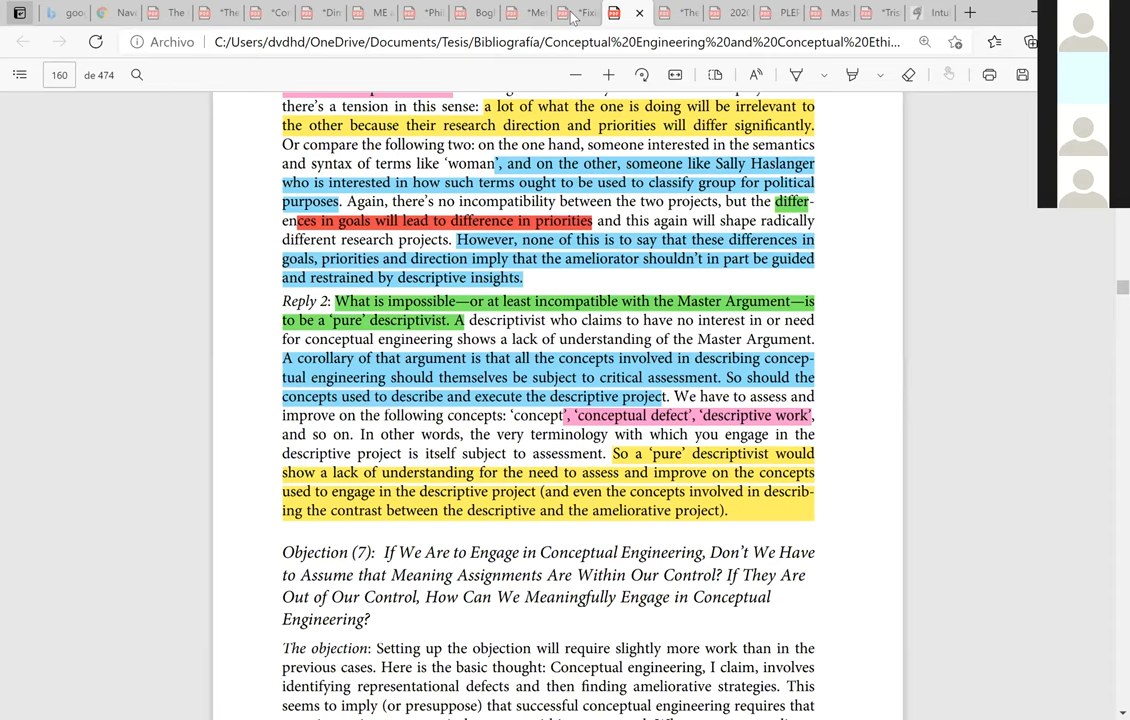 goo
Nav
The
*The
*Con
*Din
ME
*Phi
Bog
*Me
*Fixi
*The
202
PLEF
Mas
*Tris
Intu
Archivo
C:/Users/dvdhd/OneDrive/Documents/Tesis/Bibliografía/Conceptual%20Engineering%20and%20Conceptual%20Ethi...
160
de 474
there's a tension in this sense: a lot of what the one is doing will be irrelevant to
the other because their research direction and priorities will differ significantly.
Or compare the following two: on the one hand, someone interested in the semantics
and syntax of terms like 'woman', and on the other, someone like Sally Haslanger
who is interested in how such terms ought to be used to classify group for political
purposes. Again, there's no incompatibility between the two projects, but the differ-
ences in goals will lead to difference in priorities and this again will shape radically
different research projects. However, none of this is to say that these differences in
goals, priorities and direction imply that the ameliorator shouldn't in part be guided
and restrained by descriptive insights.
Reply 2: What is impossible—or at least incompatible with the Master Argument—is
to be a 'pure' descriptivist. A descriptivist who claims to have no interest in or need
for conceptual engineering shows a lack of understanding of the Master Argument.
A corollary of that argument is that all the concepts involved in describing concep-
tual engineering should themselves be subject to critical assessment. So should the
concepts used to describe and execute the descriptive project. We have to assess and
improve on the following concepts: 'concept', 'conceptual defect', 'descriptive work',
and so on. In other words, the very terminology with which you engage in the
descriptive project is itself subject to assessment. So a 'pure' descriptivist would
show a lack of understanding for the need to assess and improve on the concepts
used to engage in the descriptive project (and even the concepts involved in describ-
ing the contrast between the descriptive and the ameliorative project).
Objection (7): If We Are to Engage in Conceptual Engineering, Don't We Have
to Assume that Meaning Assignments Are Within Our Control? If They Are
Out of Our Control, How Can We Meaningfully Engage in Conceptual
Engineering?
The objection: Setting up the objection will require slightly more work than in the
previous cases. Here is the basic thought: Conceptual engineering, I claim, involves
identifying representational defects and then finding ameliorative strategies. This
seems to imply (or presuppose) that successful conceptual engineering requires that